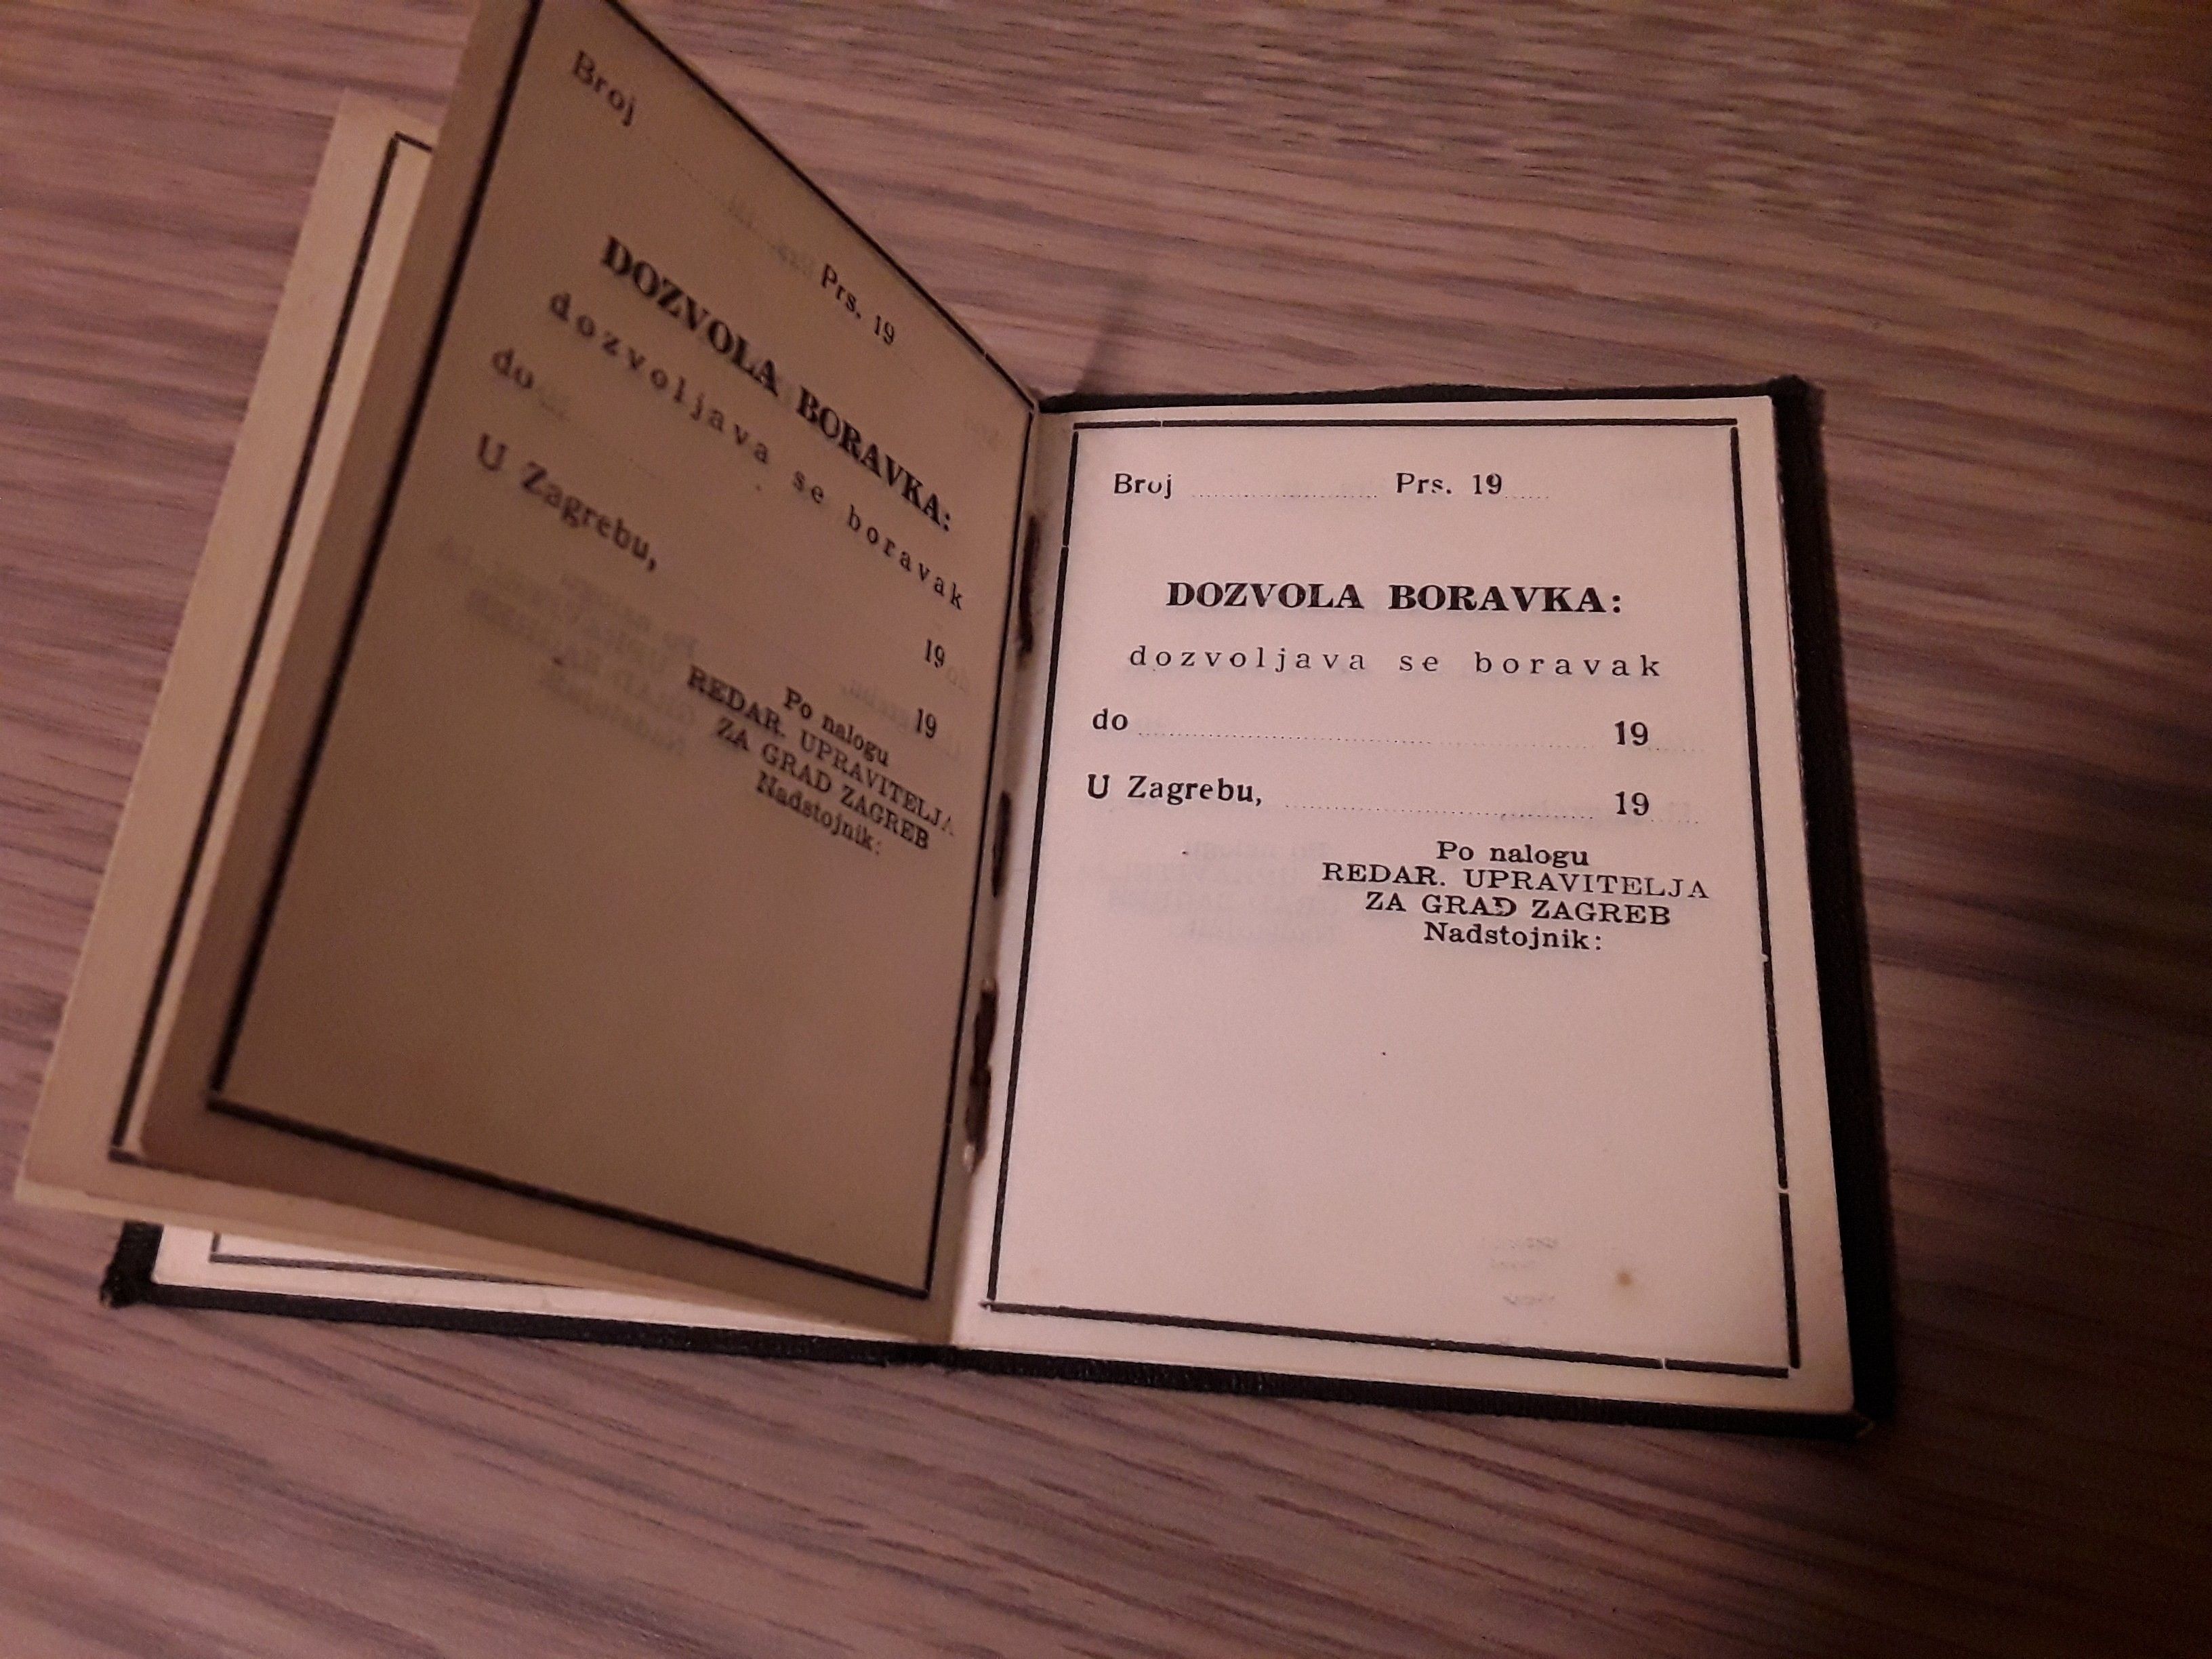 Broj
Prs. 19
DOZVOLA BORAVKA:
dozvoljava se boravak
do 19
U Zagrebu, 19
Po nalogu
REDAR. UPRAVITELJA
ZA GRAD ZAGREB
Nadstojnik:
Broj Prs. 19
DOZVOLA BORAVKA:
dozvoljava se boravak
do 19
U Zagrebu, 19
Po nalogu
REDAR. UPRAVITELJA
ZA GRAD ZAGREB
Nadstojnik: